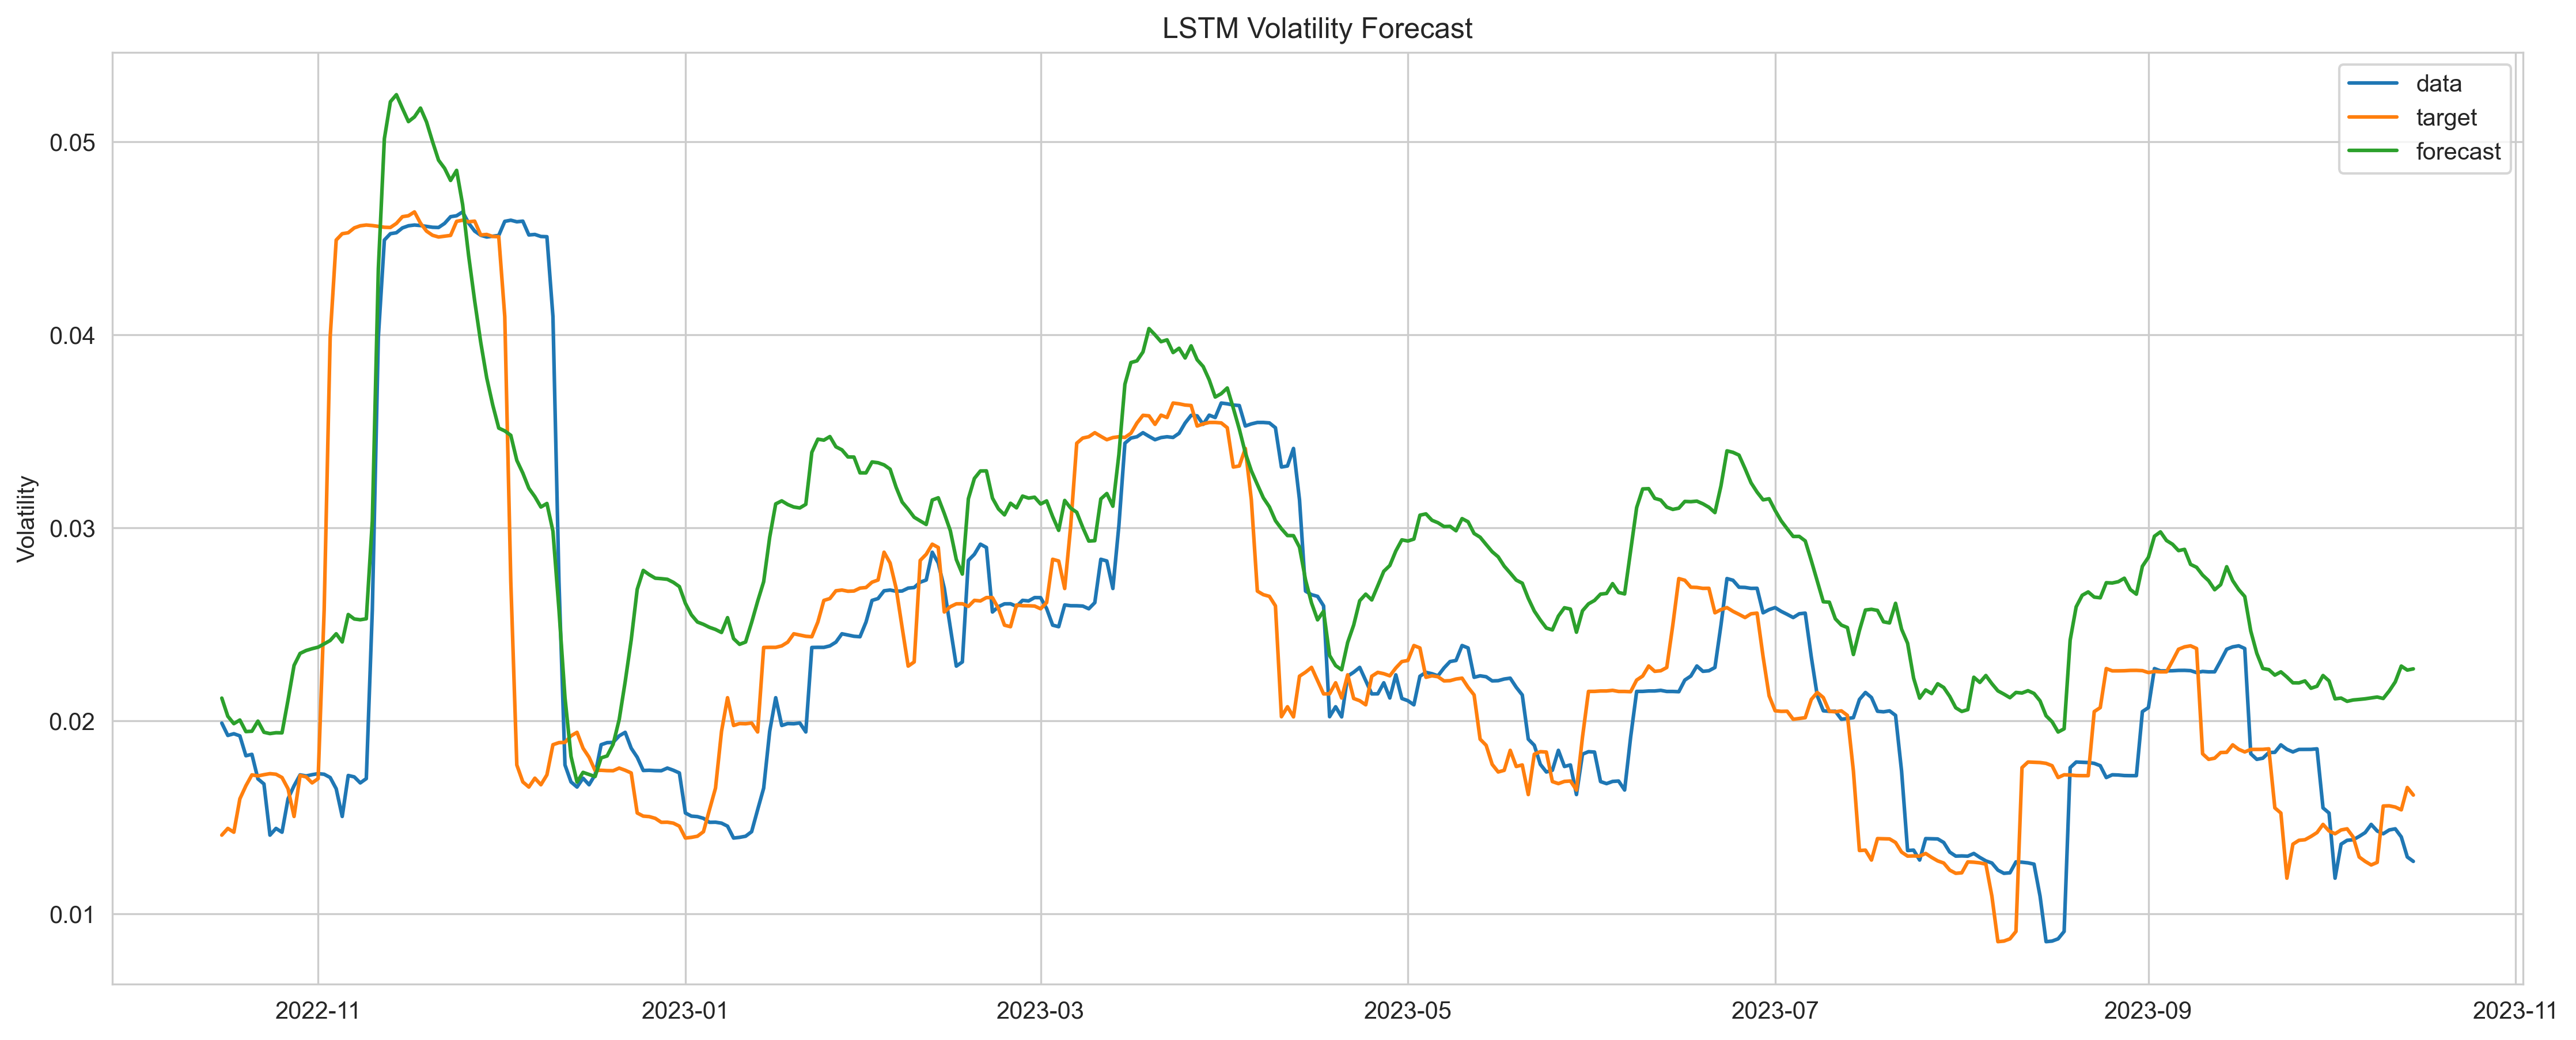 LSTM Volatility Forecast
data
target
forecast
Volatility
0.05
0.04
0.03
0.02
0.01
2022-11
2023-01
2023-03
2023-05
2023-07
2023-09
2023-11